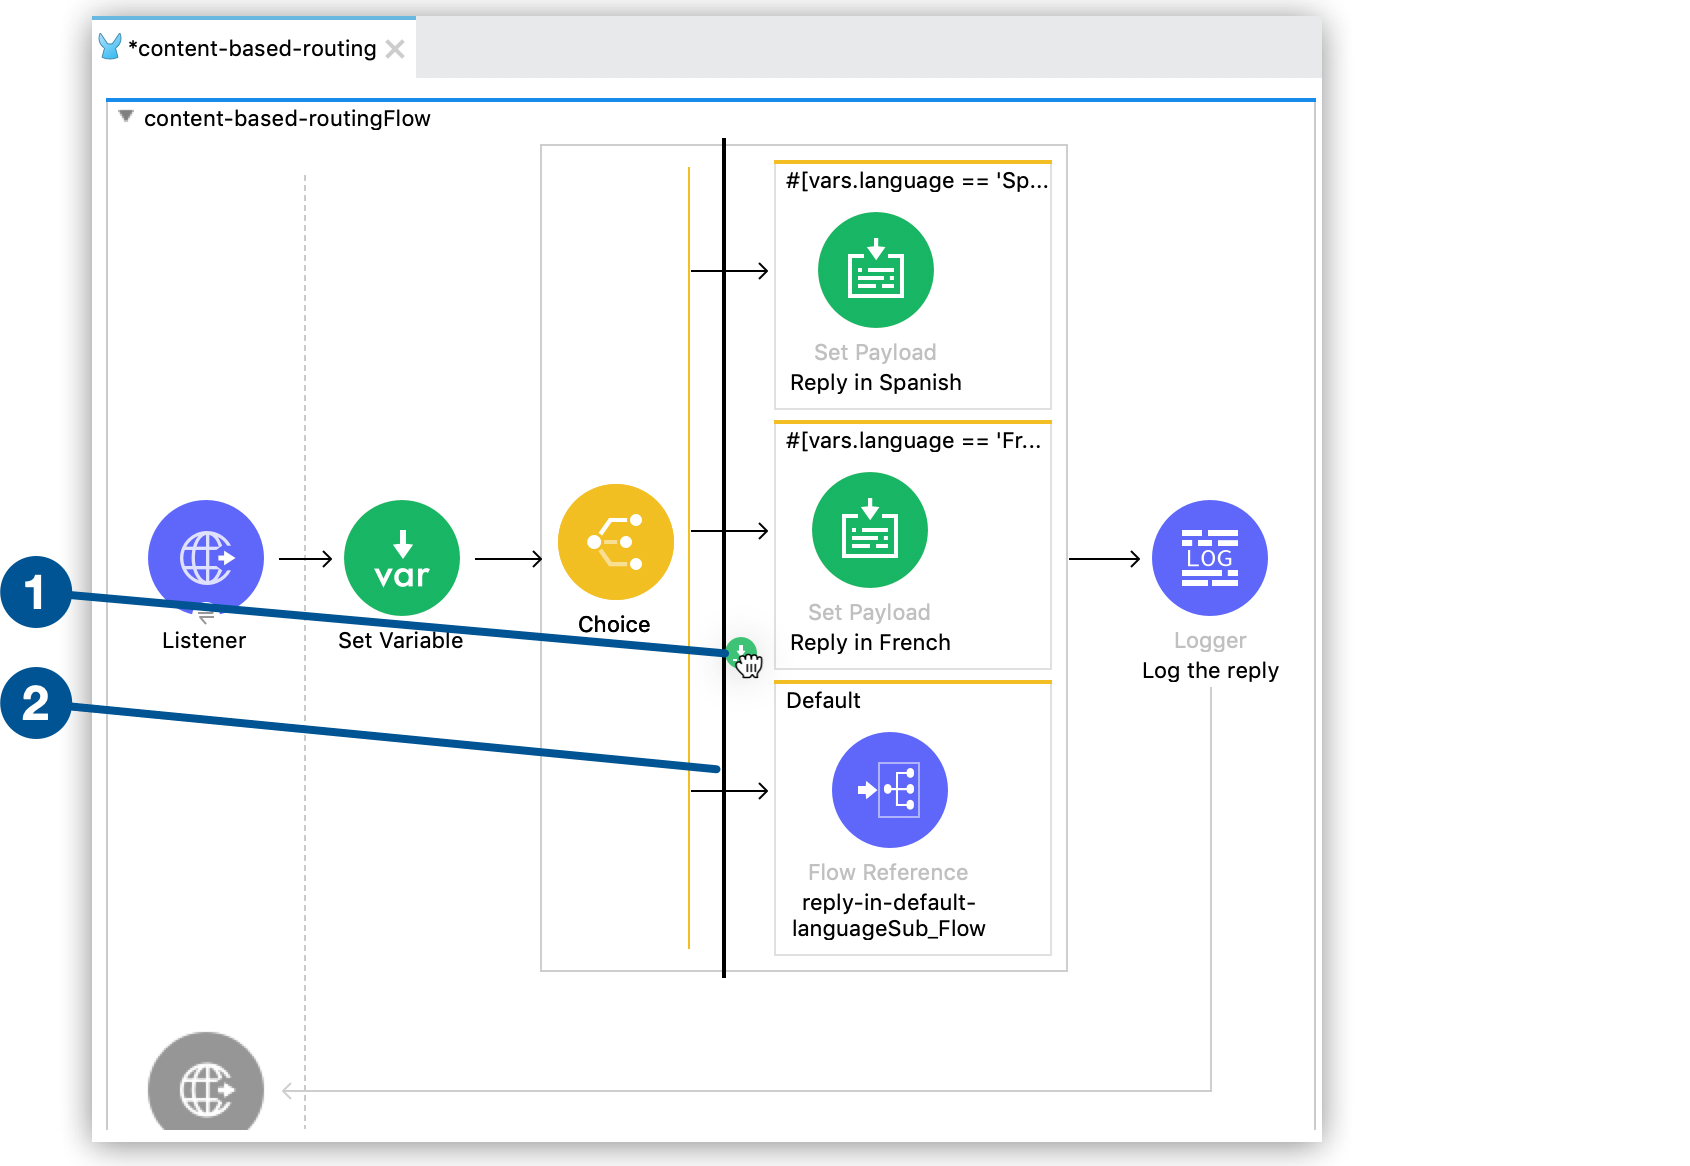 *content-based-routing
content-based-routingFlow
#[vars.language == 'Sp...
Set Payload
Reply in Spanish
#[vars.language == 'Fr...
Set Payload
Reply in French
var
LOG
1
Listener
Set Variable
Choice
Logger
Log the reply
2
Default
Flow Reference
reply-in-default-
languageSub_Flow